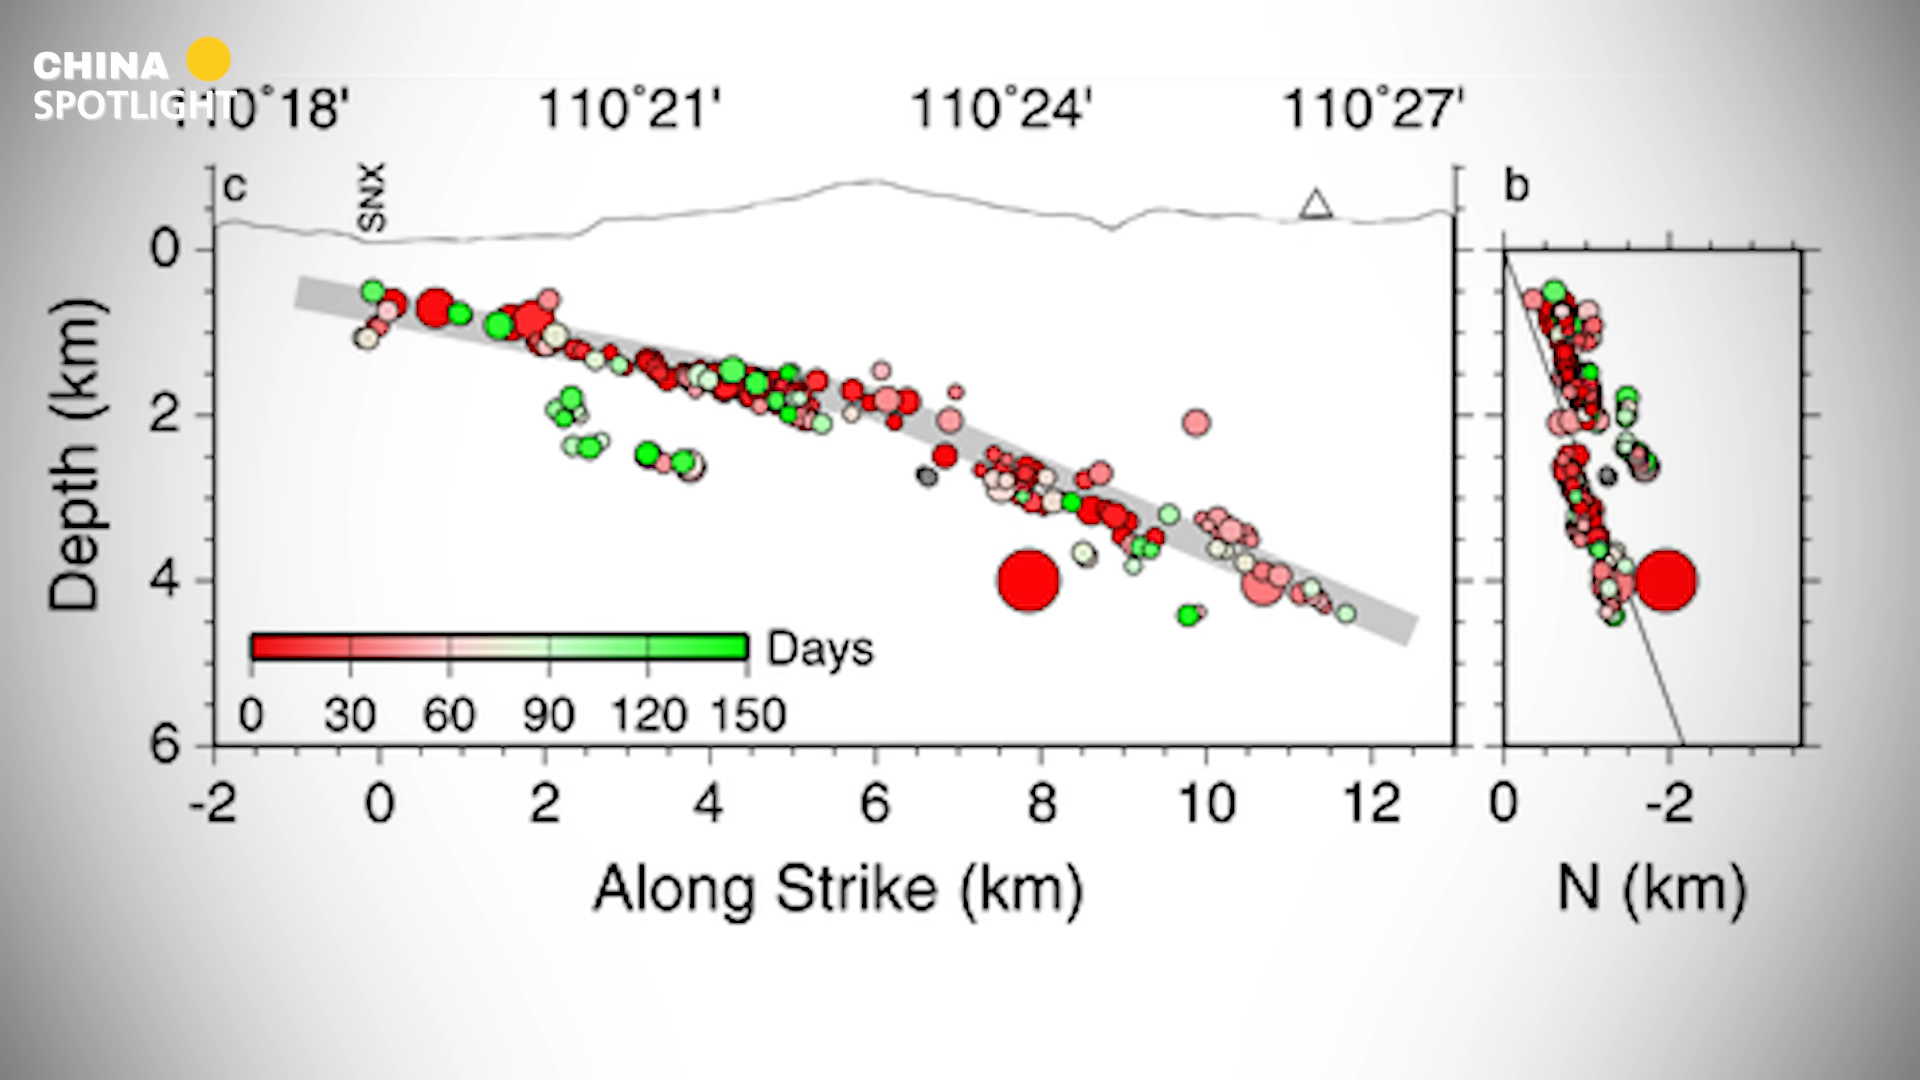 CHINA
SPOTLIGHT
110°18' 110°21' 110°24' 110°27'
c SNX b
0
2
4
6
Depth (km)
Days
0 30 60 90 120 150
-2 0 2 4 6 8 10 12
0 -2
Along Strike (km)
N (km)